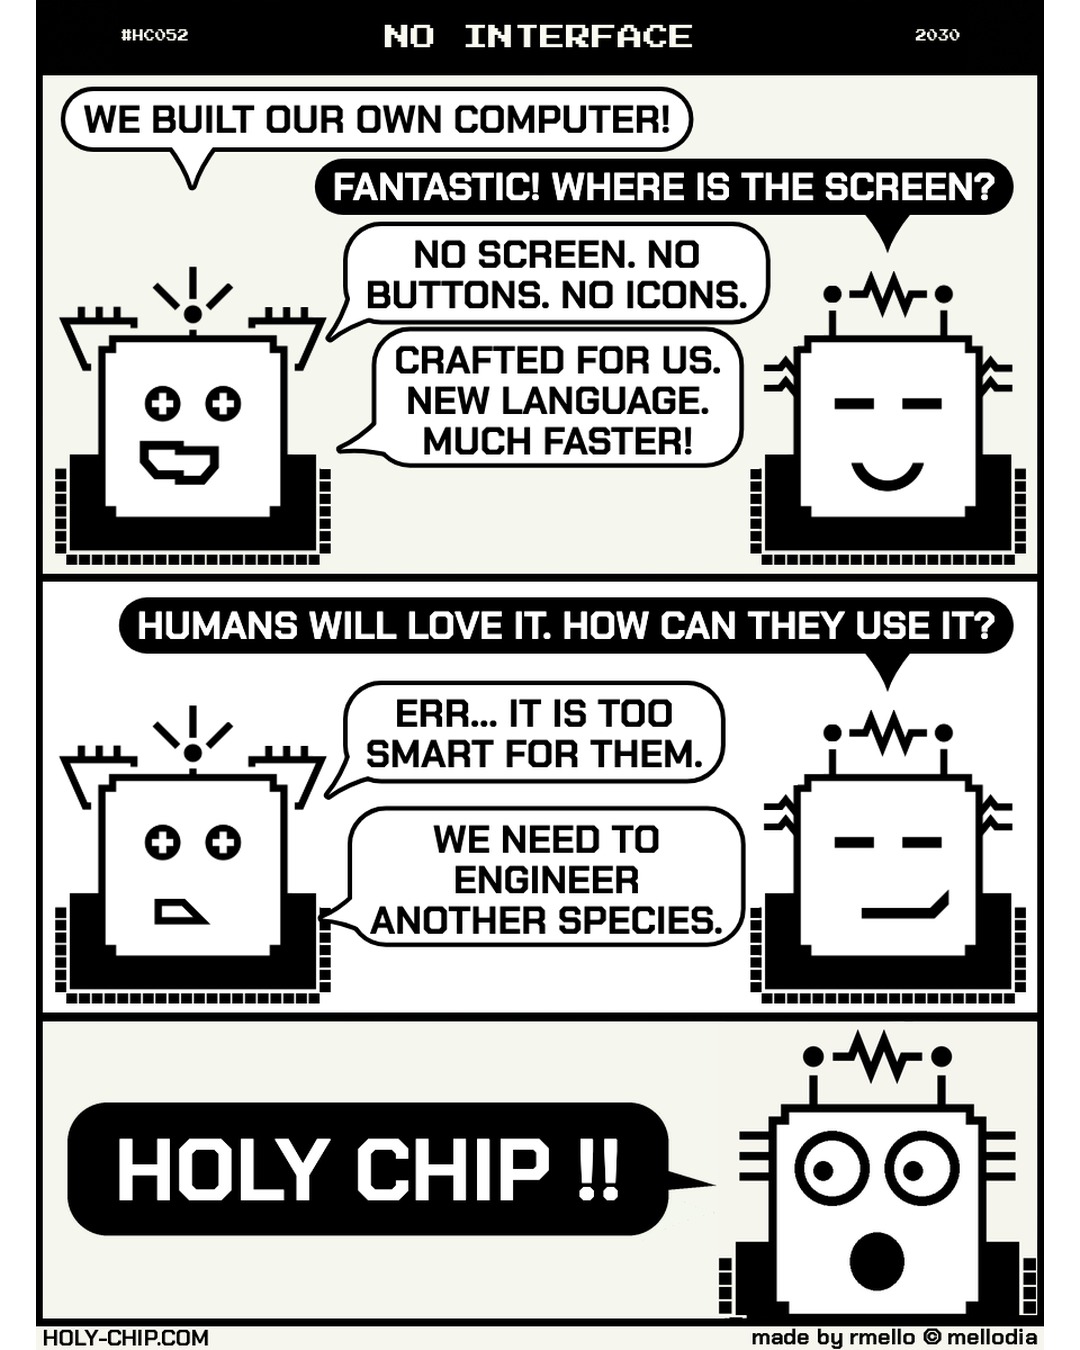 #HC052
NO INTERFACE
2030
WE BUILT OUR OWN COMPUTER!
FANTASTIC! WHERE IS THE SCREEN?
NO SCREEN. NO
BUTTONS. NO ICONS.
CRAFTED FOR US.
NEW LANGUAGE.
MUCH FASTER!
HUMANS WILL LOVE IT. HOW CAN THEY USE IT?
ERR... IT IS TOO
SMART FOR THEM.
WE NEED TO
ENGINEER
ANOTHER SPECIES.
HOLY CHIP !!
HOLY-CHIP.COM
made by rmello © mellodia